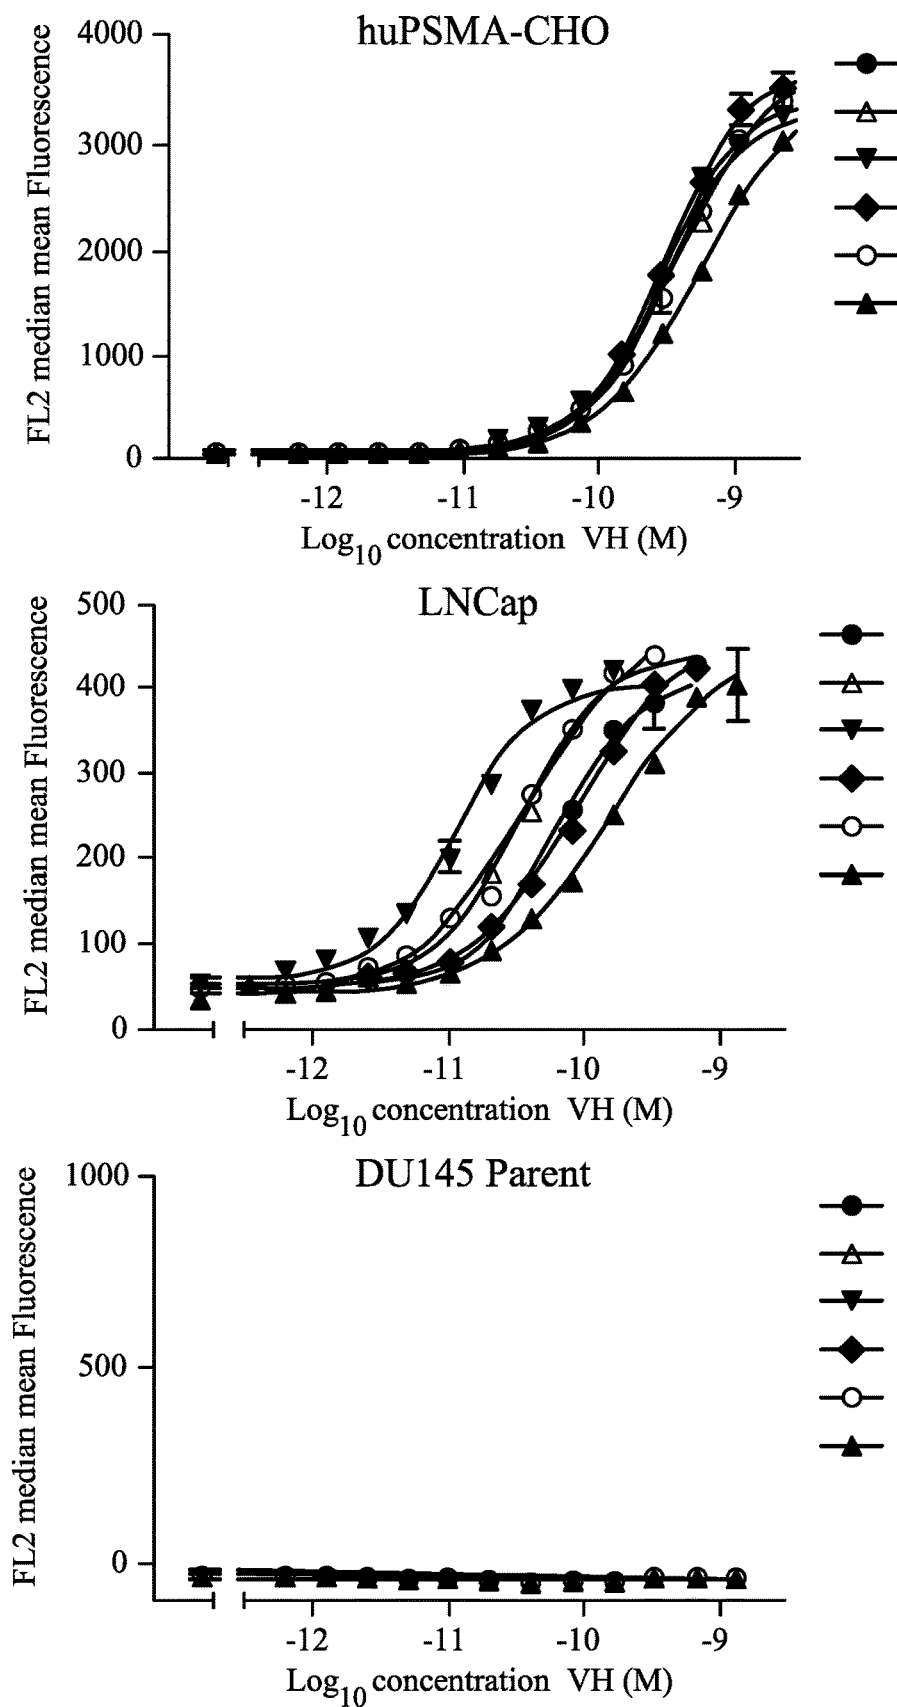 huPSMA-CHO
FL2 median mean Fluorescence
4000
3000
2000
1000
0
-12 -11 -10 -9
Log10 concentration VH (M)
LNCap
FL2 median mean Fluorescence
500
400
300
200
100
0
-12 -11 -10 -9
Log10 concentration VH (M)
DU145 Parent
FL2 median mean Fluorescence
1000
500
0
-12 -11 -10 -9
Log10 concentration VH (M)